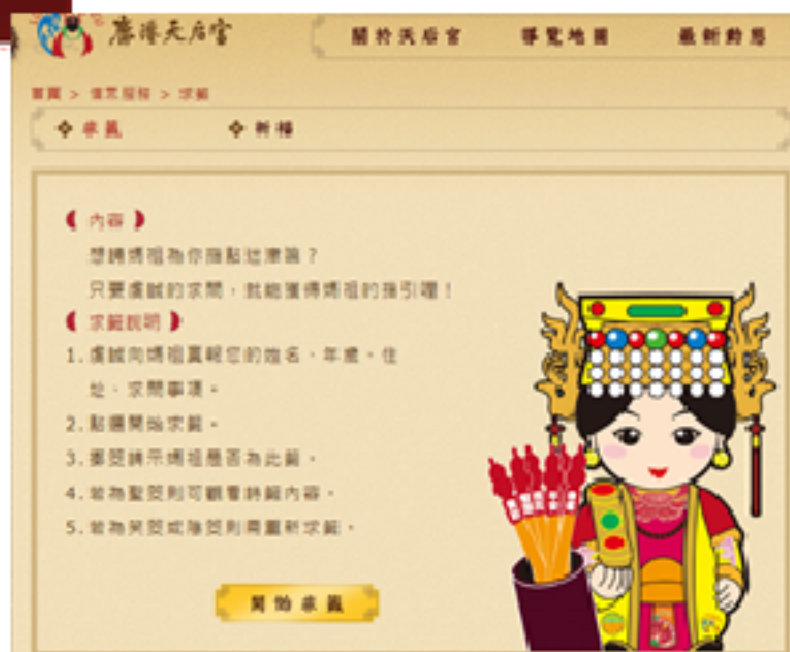 鹿港天后宮
關於天后宮 導覽地圖 最新動態
首頁 > 信眾服務 > 求籤
求籤 祈福
【 內容 】
想請媽祖為你指點迷津嗎？
只要虔誠的求問，就能獲得媽祖的指引喔！
【 求籤說明 】
1. 虔誠向媽祖稟報您的姓名、年歲。住
址、求問事項。
2. 點選開始求籤。
3. 擲筊請示媽祖是否為此籤。
4. 若為聖筊則可觀看詩籤內容。
5. 若為笑筊或陰筊則需重新求籤。
開始求籤